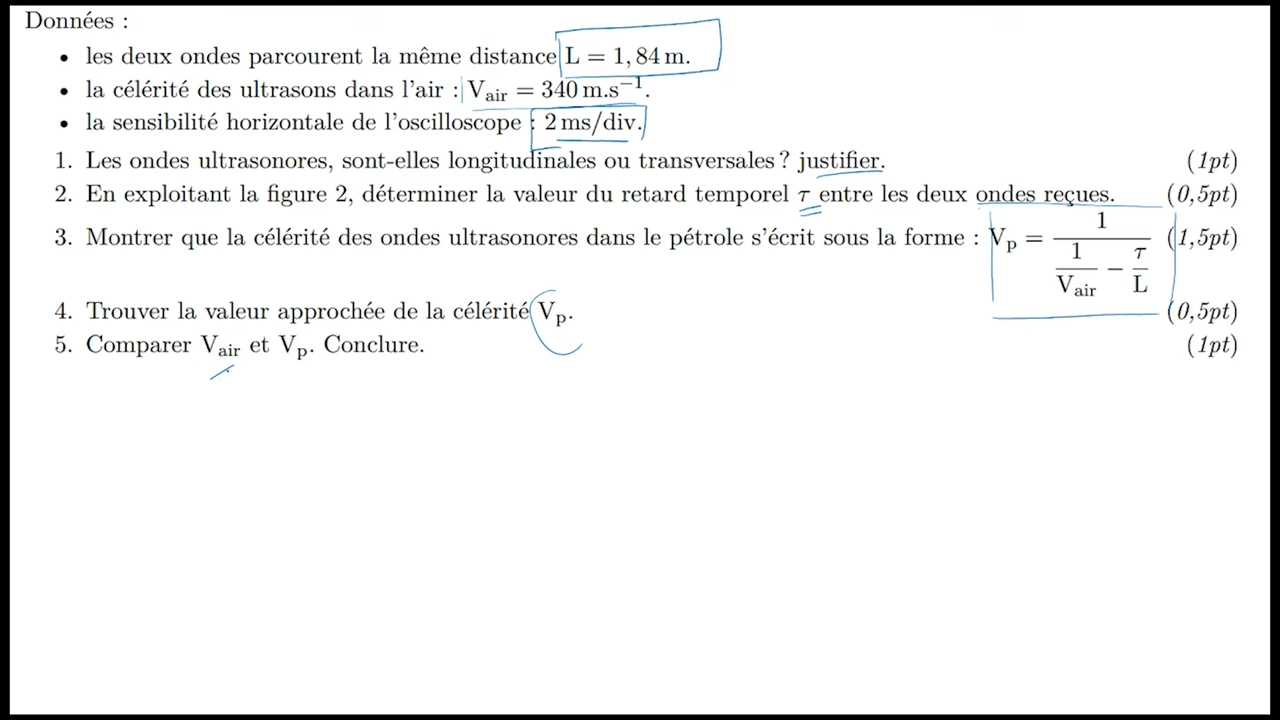 Données :
• les deux ondes parcourent la même distance L = 1, 84 m.
• la célérité des ultrasons dans l'air : V_air = 340 m.s⁻¹.
• la sensibilité horizontale de l'oscilloscope : 2 ms/div.
1. Les ondes ultrasonores, sont-elles longitudinales ou transversales ? justifier. (1pt)
2. En exploitant la figure 2, déterminer la valeur du retard temporel τ entre les deux ondes reçues. (0,5pt)
3. Montrer que la célérité des ondes ultrasonores dans le pétrole s'écrit sous la forme : V_p = 1 / (1/V_air − τ/L) (1,5pt)
4. Trouver la valeur approchée de la célérité V_p. (0,5pt)
5. Comparer V_air et V_p. Conclure. (1pt)